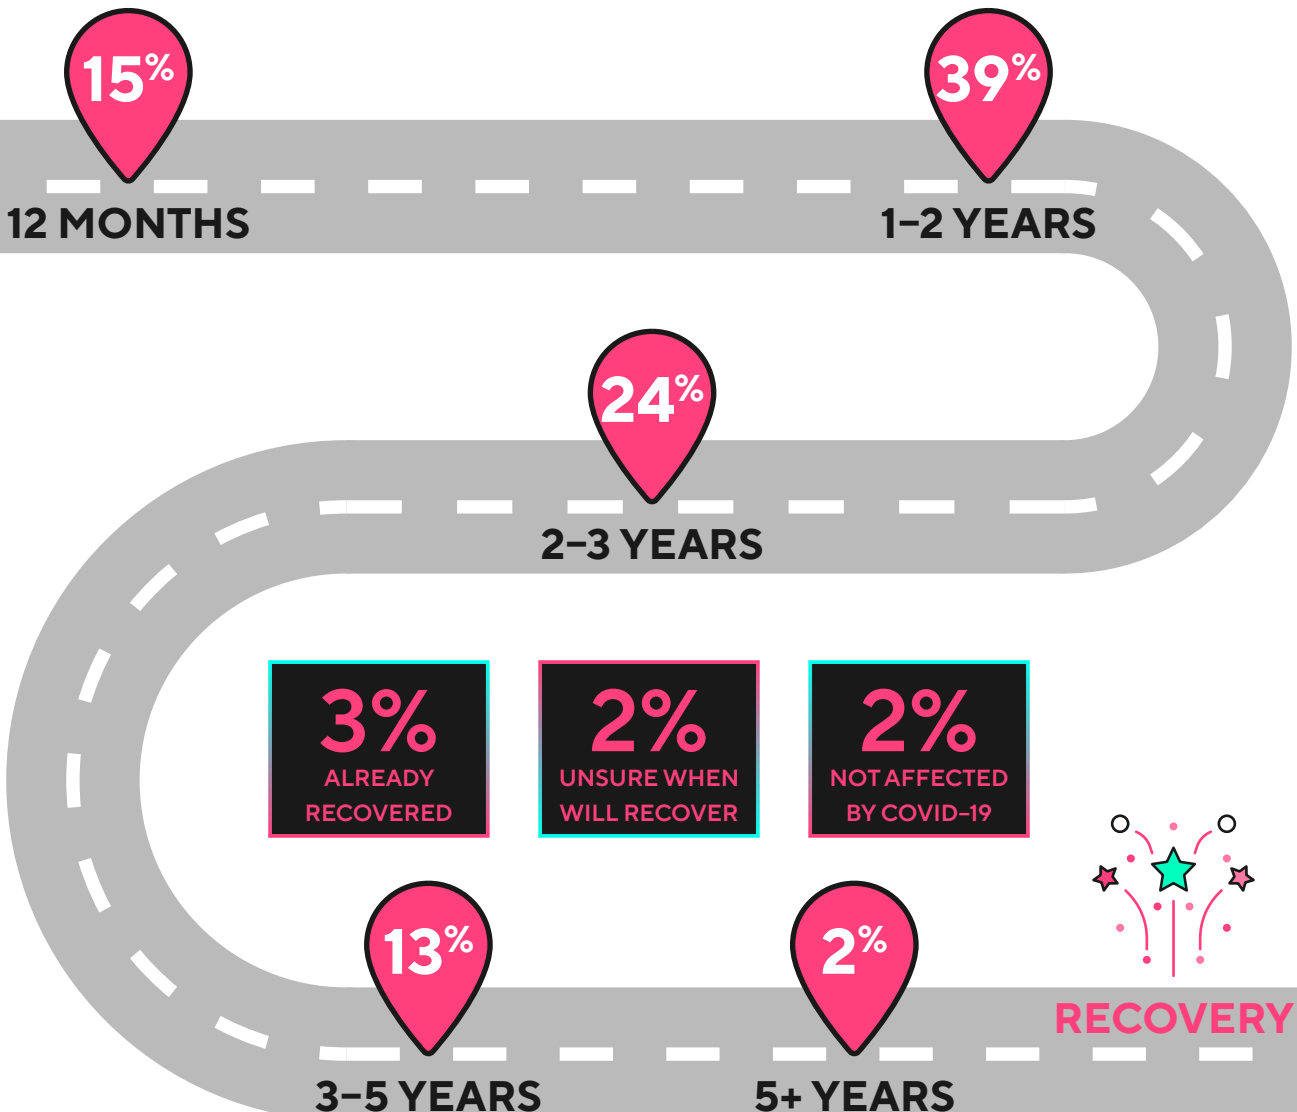 15%
39%
12 MONTHS
1–2 YEARS
24%
2–3 YEARS
3%
ALREADY
RECOVERED
2%
UNSURE WHEN
WILL RECOVER
2%
NOT AFFECTED
BY COVID–19
13%
2%
RECOVERY
3–5 YEARS
5+ YEARS